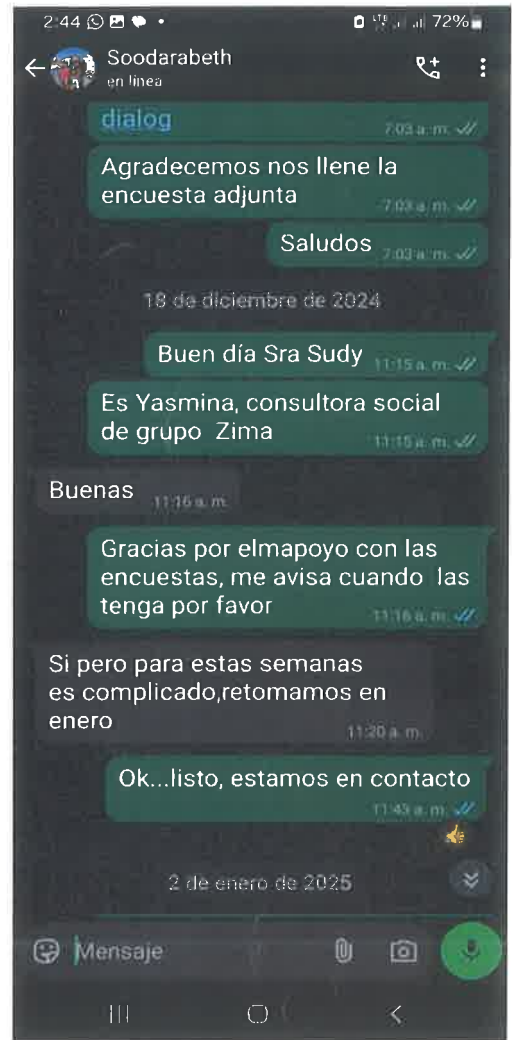 2:44
72%
Soodarabeth
en línea
dialog
7:03 a. m.
Agradecemos nos llene la
encuesta adjunta
7:03 a. m.
Saludos
7:03 a. m.
18 de diciembre de 2024
Buen día Sra Sudy
11:15 a. m.
Es Yasmina, consultora social
de grupo Zima
11:15 a. m.
Buenas
11:16 a. m.
Gracias por elmapoyo con las
encuestas, me avisa cuando las
tenga por favor
11:16 a. m.
Si pero para estas semanas
es complicado,retomamos en
enero
11:20 a. m.
Ok...listo, estamos en contacto
11:43 a. m.
2 de enero de 2025
Mensaje